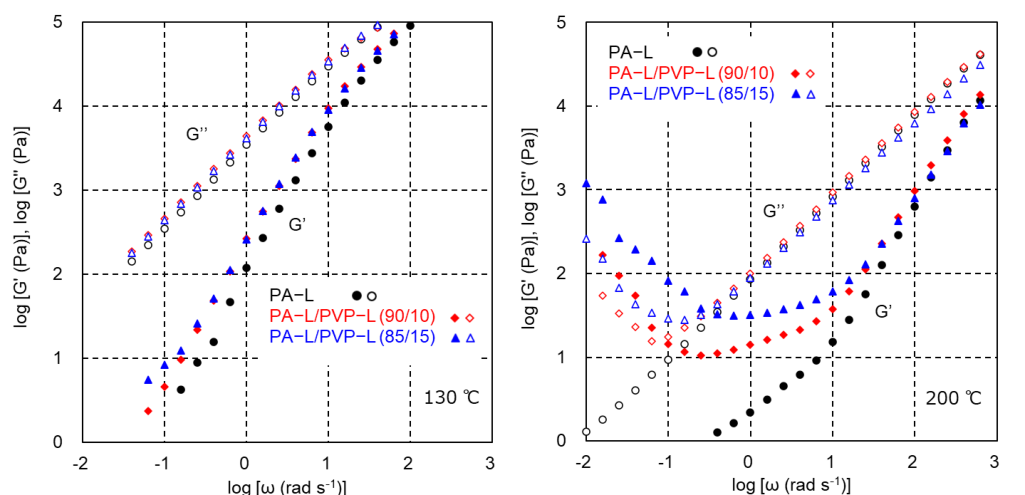 5
4
3
2
1
0
-2
-1
0
1
2
3
log [G' (Pa)], log [G'' (Pa)]
log [ω (rad s⁻¹)]
G''
G'
PA-L
PA-L/PVP-L (90/10)
PA-L/PVP-L (85/15)
130 ℃
5
4
3
2
1
0
-2
-1
0
1
2
3
log [G' (Pa)], log [G'' (Pa)]
log [ω (rad s⁻¹)]
PA-L
PA-L/PVP-L (90/10)
PA-L/PVP-L (85/15)
G''
G'
200 ℃